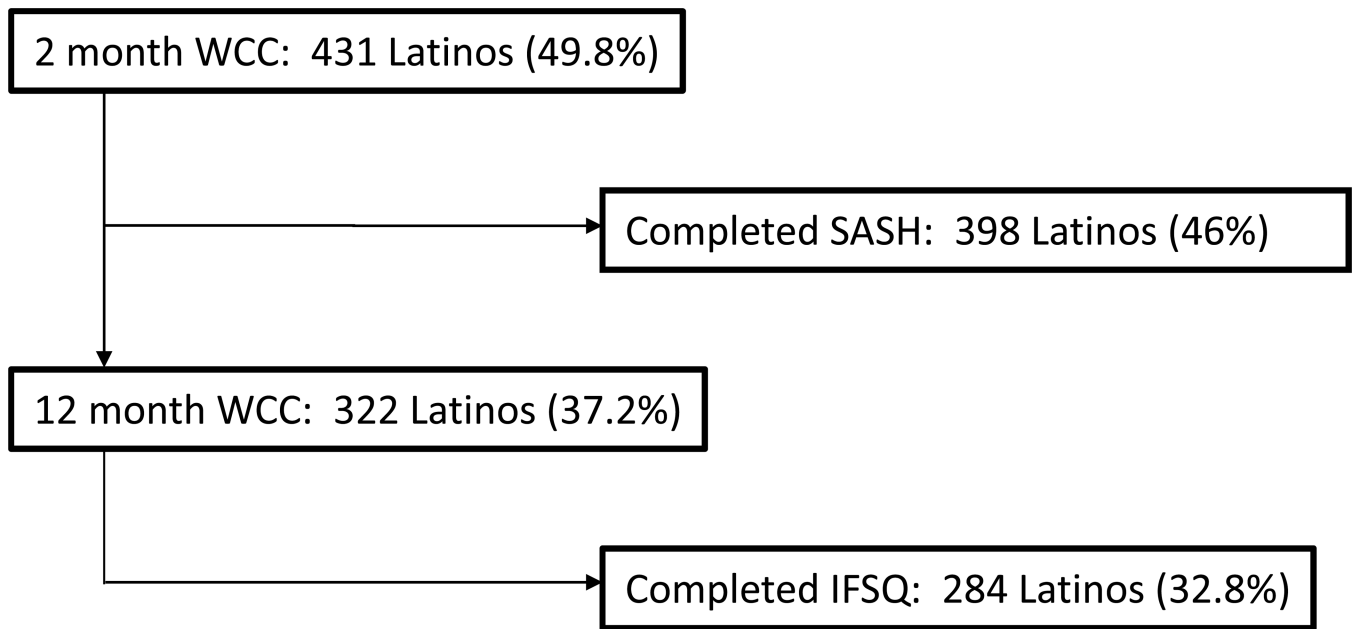 2 month WCC:  431 Latinos (49.8%)
Completed SASH:  398 Latinos (46%)
12 month WCC:  322 Latinos (37.2%)
Completed IFSQ:  284 Latinos (32.8%)